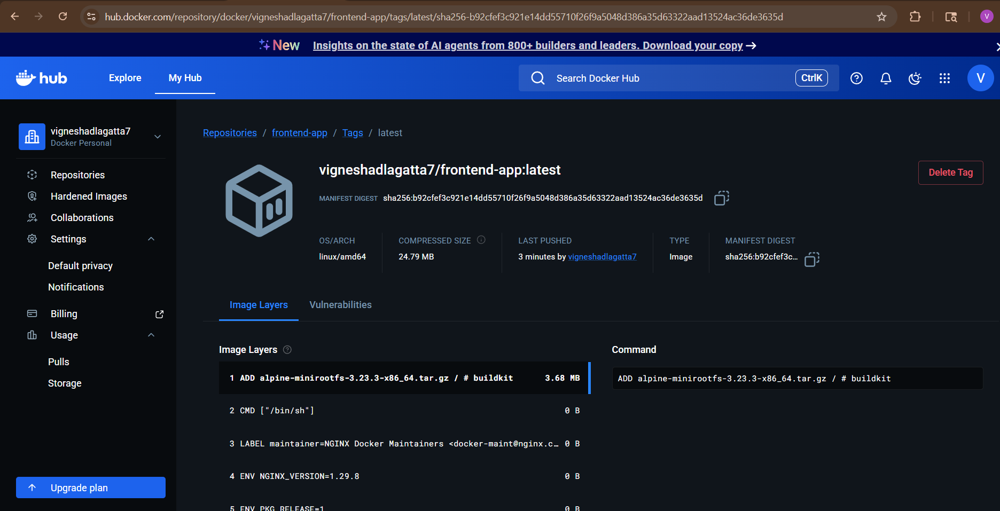 hub.docker.com/repository/docker/vigneshadlagatta7/frontend-app/tags/latest/sha256-b92cfef3c921e14dd55710f26f9a5048d386a35d63322aad13524ac36de3635d
V
New Insights on the state of AI agents from 800+ builders and leaders. Download your copy →
hub
Explore
My Hub
Search Docker Hub
CtrlK
V
vigneshadlagatta7
Docker Personal
Repositories
Hardened Images
Collaborations
Settings
Default privacy
Notifications
Billing
Usage
Pulls
Storage
Upgrade plan
Repositories / frontend-app / Tags / latest
vigneshadlagatta7/frontend-app:latest
Delete Tag
MANIFEST DIGEST sha256:b92cfef3c921e14dd55710f26f9a5048d386a35d63322aad13524ac36de3635d
OS/ARCH
linux/amd64
COMPRESSED SIZE
24.79 MB
LAST PUSHED
3 minutes by vigneshadlagatta7
TYPE
Image
MANIFEST DIGEST
sha256:b92cfef3c...
Image Layers
Vulnerabilities
Image Layers
1 ADD alpine-minirootfs-3.23.3-x86_64.tar.gz / # buildkit 3.68 MB
2 CMD ["/bin/sh"] 0 B
3 LABEL maintainer=NGINX Docker Maintainers <docker-maint@nginx.c... 0 B
4 ENV NGINX_VERSION=1.29.8 0 B
5 ENV PKG_RELEASE=1 0 B
Command
ADD alpine-minirootfs-3.23.3-x86_64.tar.gz / # buildkit